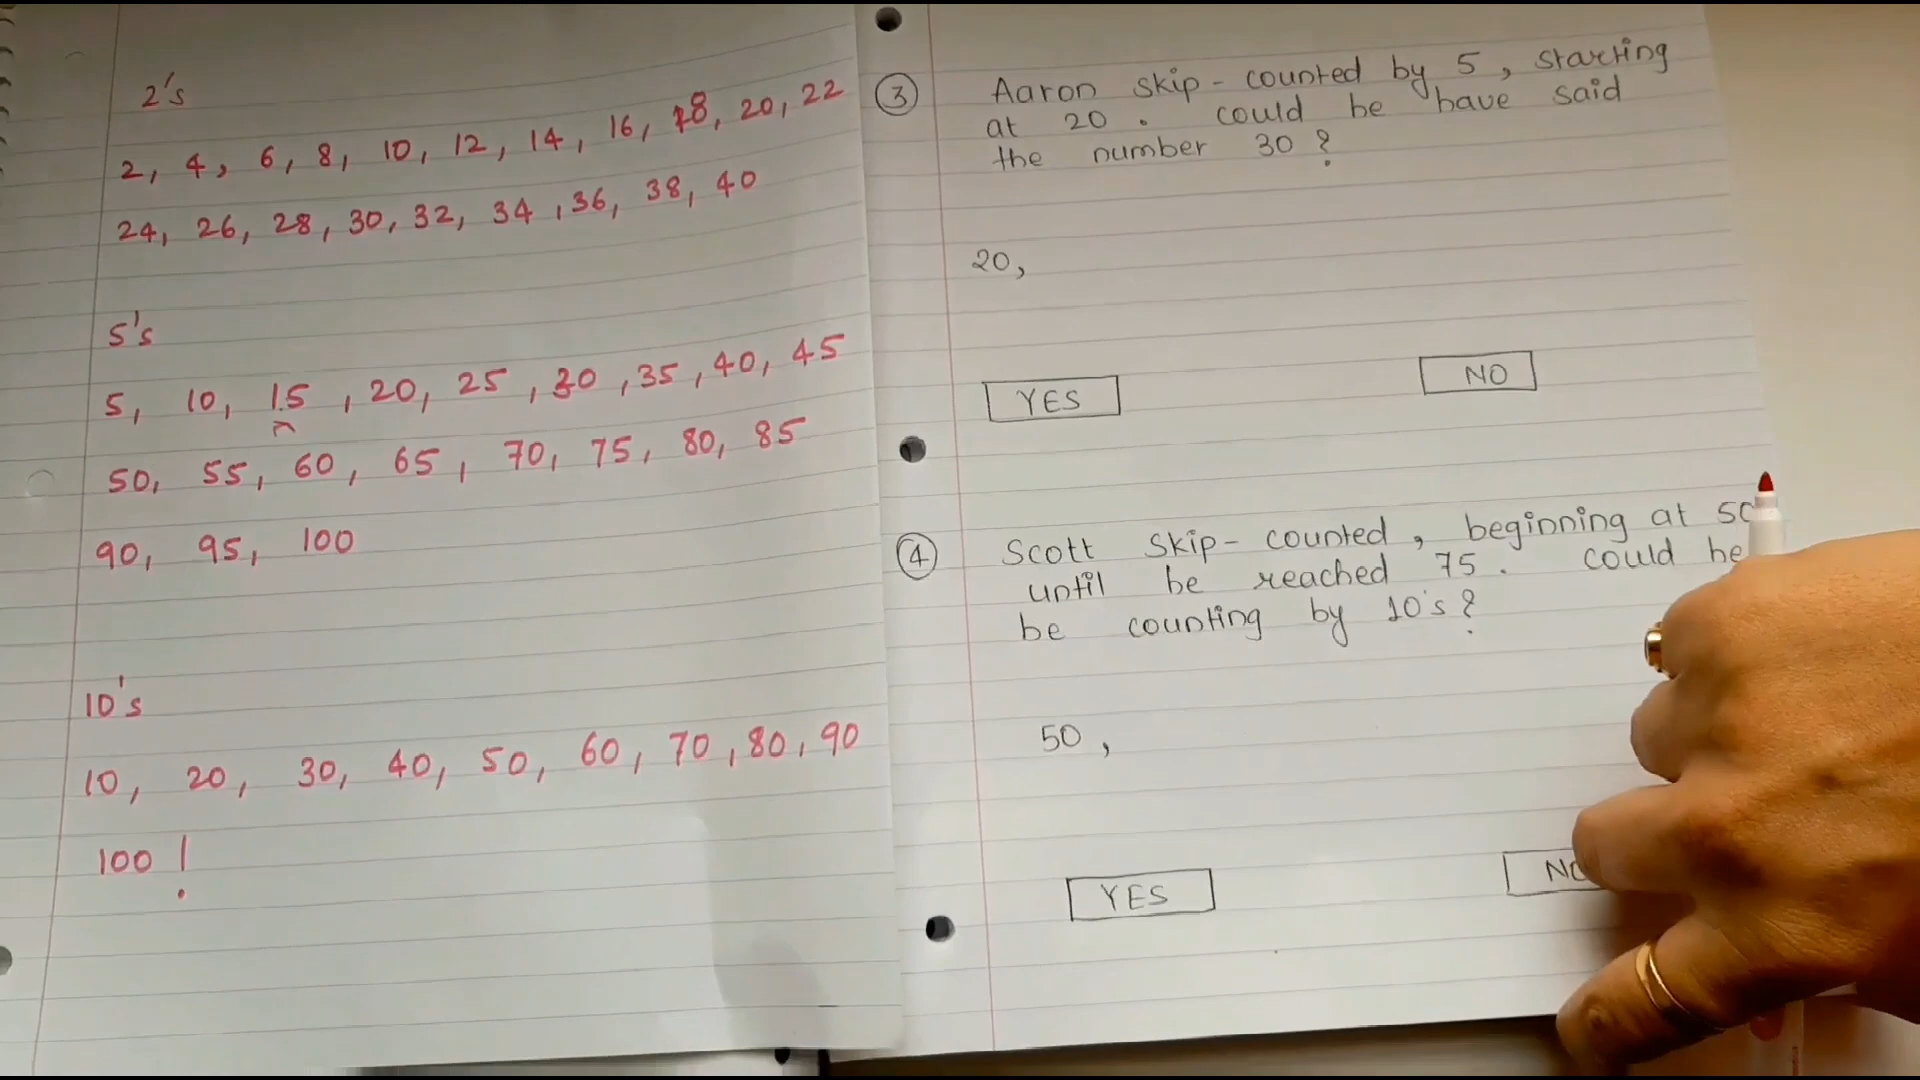 2's
2, 4, 6, 8, 10, 12, 14, 16, 18, 20, 22
24, 26, 28, 30, 32, 34, 36, 38, 40
5's
5, 10, 15, 20, 25, 30, 35, 40, 45
50, 55, 60, 65, 70, 75, 80, 85
90, 95, 100
10's
10, 20, 30, 40, 50, 60, 70, 80, 90
100 !
3 Aaron skip-counted by 5, starting
at 20. could be have said
the number 30?
20,
YES NO
4 Scott skip-counted, beginning at 50
until be reached 75. could he
be counting by 10's?
50,
YES NO